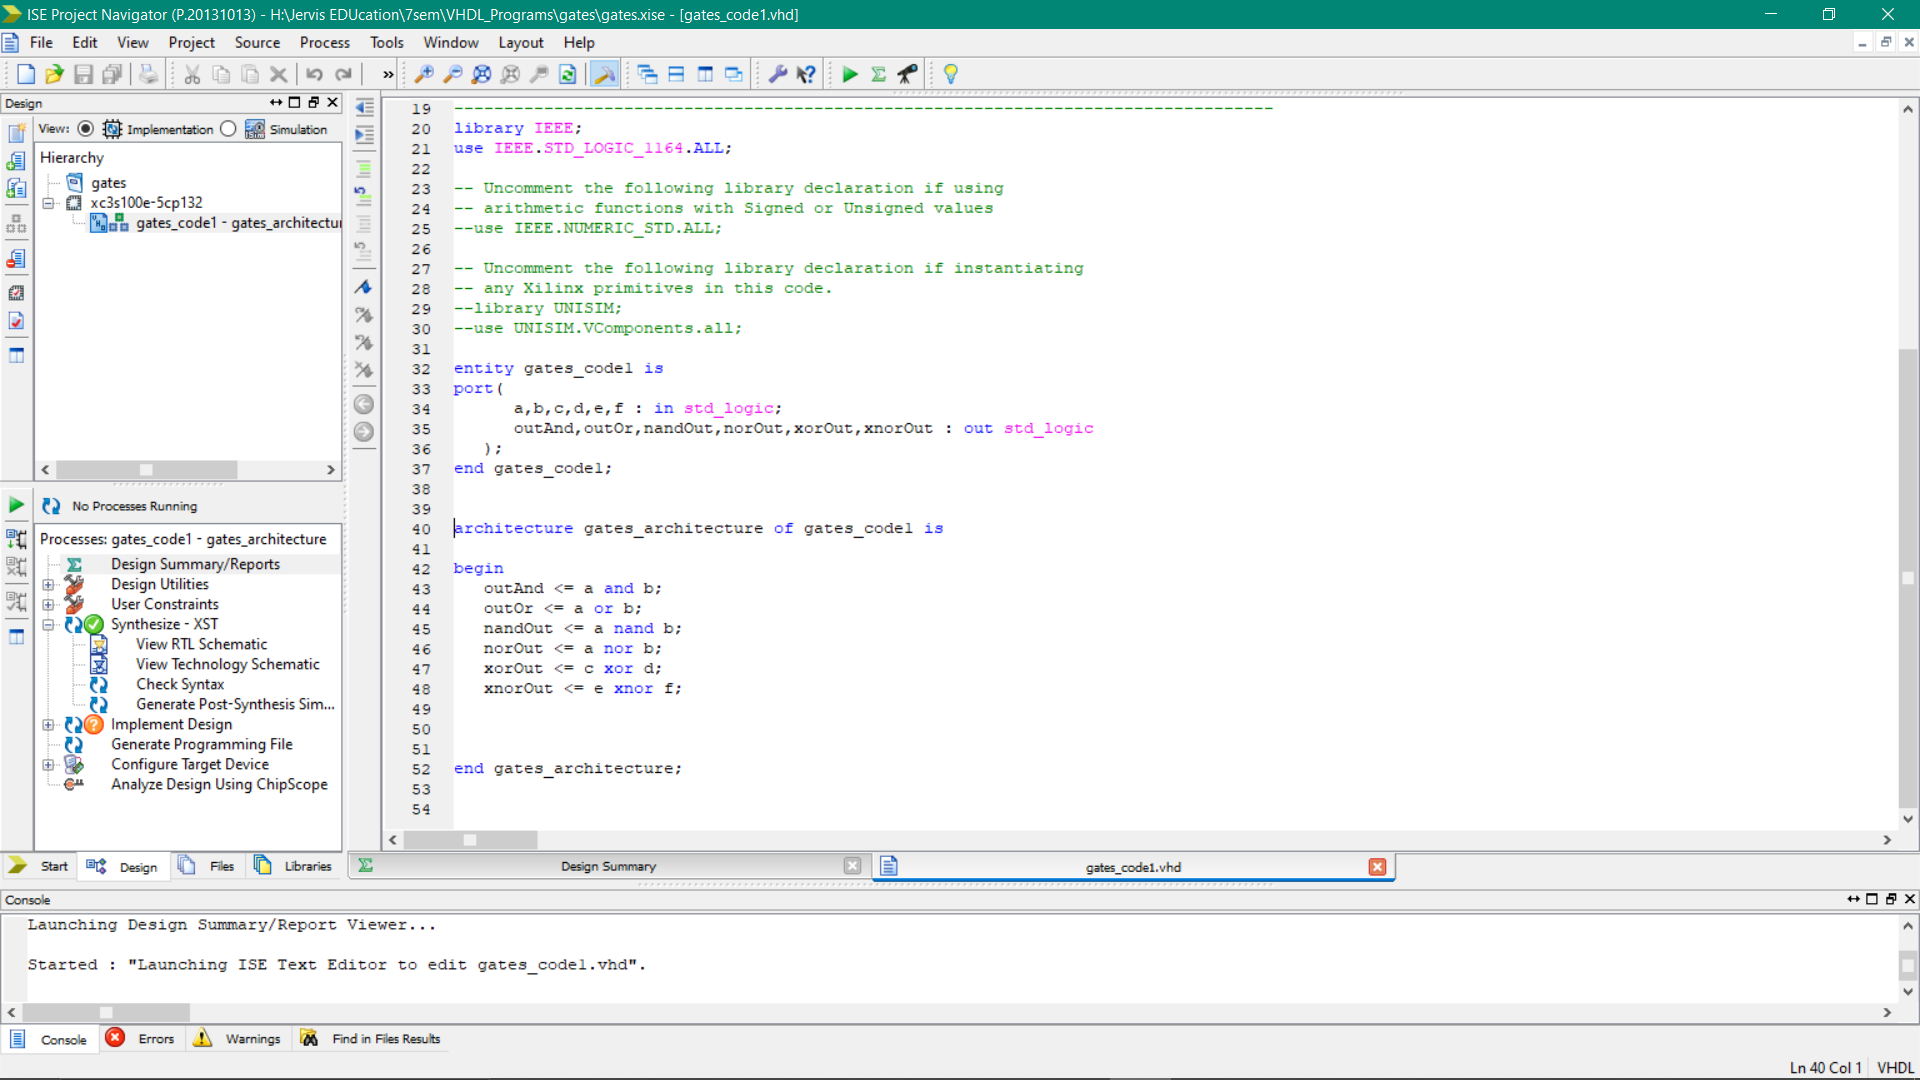 ISE Project Navigator (P.20131013) - H:\Jervis EDUcation\7sem\VHDL_Programs\gates\gates.xise - [gates_code1.vhd]
File Edit View Project Source Process Tools Window Layout Help
»
Design
View: Implementation Simulation
Hierarchy
gates
xc3s100e-5cp132
gates_code1 - gates_architectur
No Processes Running
Processes: gates_code1 - gates_architecture
Design Summary/Reports
Design Utilities
User Constraints
Synthesize - XST
View RTL Schematic
View Technology Schematic
Check Syntax
Generate Post-Synthesis Sim...
Implement Design
Generate Programming File
Configure Target Device
Analyze Design Using ChipScope
Start Design Files Libraries
19 ----------------------------------------------------------------------------------
20 library IEEE;
21 use IEEE.STD_LOGIC_1164.ALL;
22
23 -- Uncomment the following library declaration if using
24 -- arithmetic functions with Signed or Unsigned values
25 --use IEEE.NUMERIC_STD.ALL;
26
27 -- Uncomment the following library declaration if instantiating
28 -- any Xilinx primitives in this code.
29 --library UNISIM;
30 --use UNISIM.VComponents.all;
31
32 entity gates_code1 is
33 port(
34 a,b,c,d,e,f : in std_logic;
35 outAnd,outOr,nandOut,norOut,xorOut,xnorOut : out std_logic
36 );
37 end gates_code1;
38
39
40 architecture gates_architecture of gates_code1 is
41
42 begin
43 outAnd <= a and b;
44 outOr <= a or b;
45 nandOut <= a nand b;
46 norOut <= a nor b;
47 xorOut <= c xor d;
48 xnorOut <= e xnor f;
49
50
51
52 end gates_architecture;
53
54
Design Summary gates_code1.vhd
Console
Launching Design Summary/Report Viewer...
Started : "Launching ISE Text Editor to edit gates_code1.vhd".
Console Errors Warnings Find in Files Results
Ln 40 Col 1 VHDL